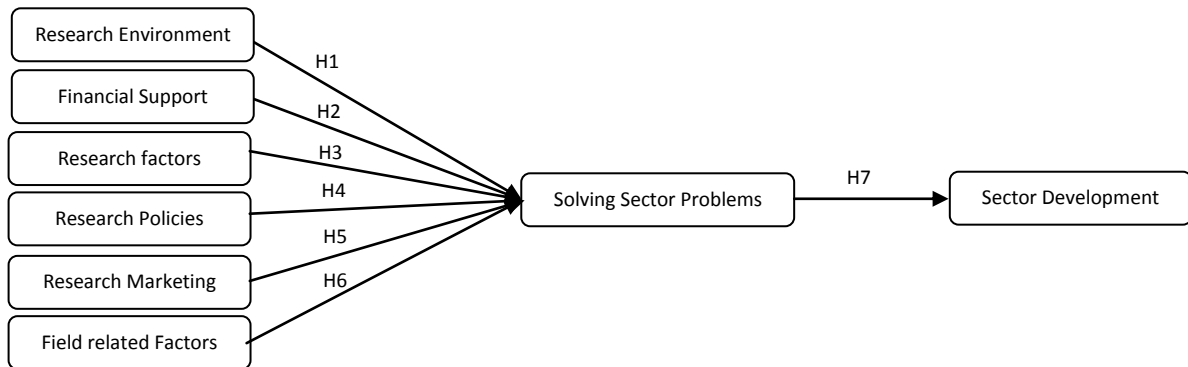 Research Environment
H1
Financial Support
H2
Research factors
H3
Research Policies
H4
Research Marketing
H5
Field related Factors
H6
Solving Sector Problems
H7
Sector Development